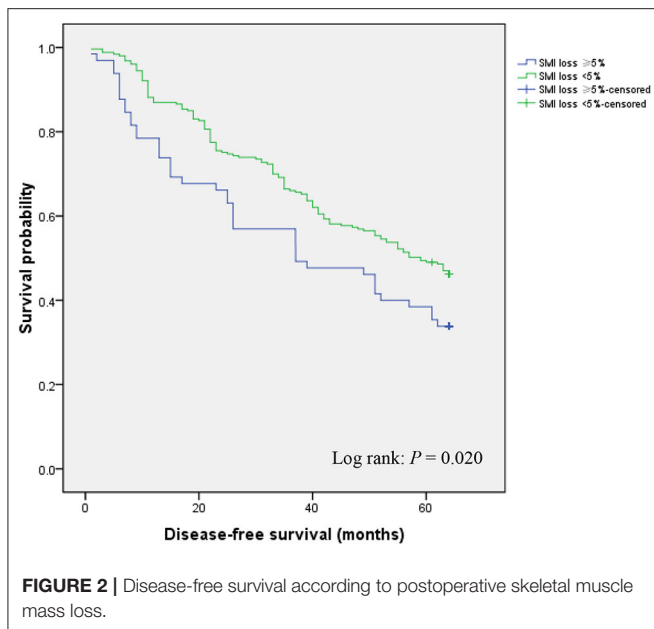 SMI loss ≥5%
SMI loss <5%
SMI loss ≥5%-censored
SMI loss <5%-censored
1.0
0.8
0.6
0.4
0.2
0.0
Survival probability
Log rank: P = 0.020
0 20 40 60
Disease-free survival (months)
FIGURE 2 | Disease-free survival according to postoperative skeletal muscle
mass loss.